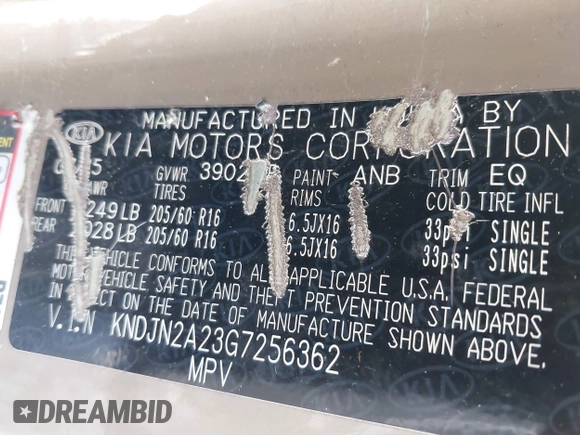 MANUFACTURED IN BY
KIA KIA MOTORS CORPORATION
GVWR 3902 PAINT ANB TRIM EQ
TIRES RIMS COLD TIRE INFL
FRONT 249LB 205/60 R16 6.5JX16 33psi SINGLE
REAR 028LB 205/60 R16 6.5JX16 33psi SINGLE
THIS VEHICLE CONFORMS TO ALL APPLICABLE U.S.A. FEDERAL
MOTOR VEHICLE SAFETY AND THEFT PREVENTION STANDARDS
IN EFFECT ON THE DATE OF MANUFACTURE SHOWN ABOVE.
V.I.N KNDJN2A23G7256362
MPV
DREAMBID